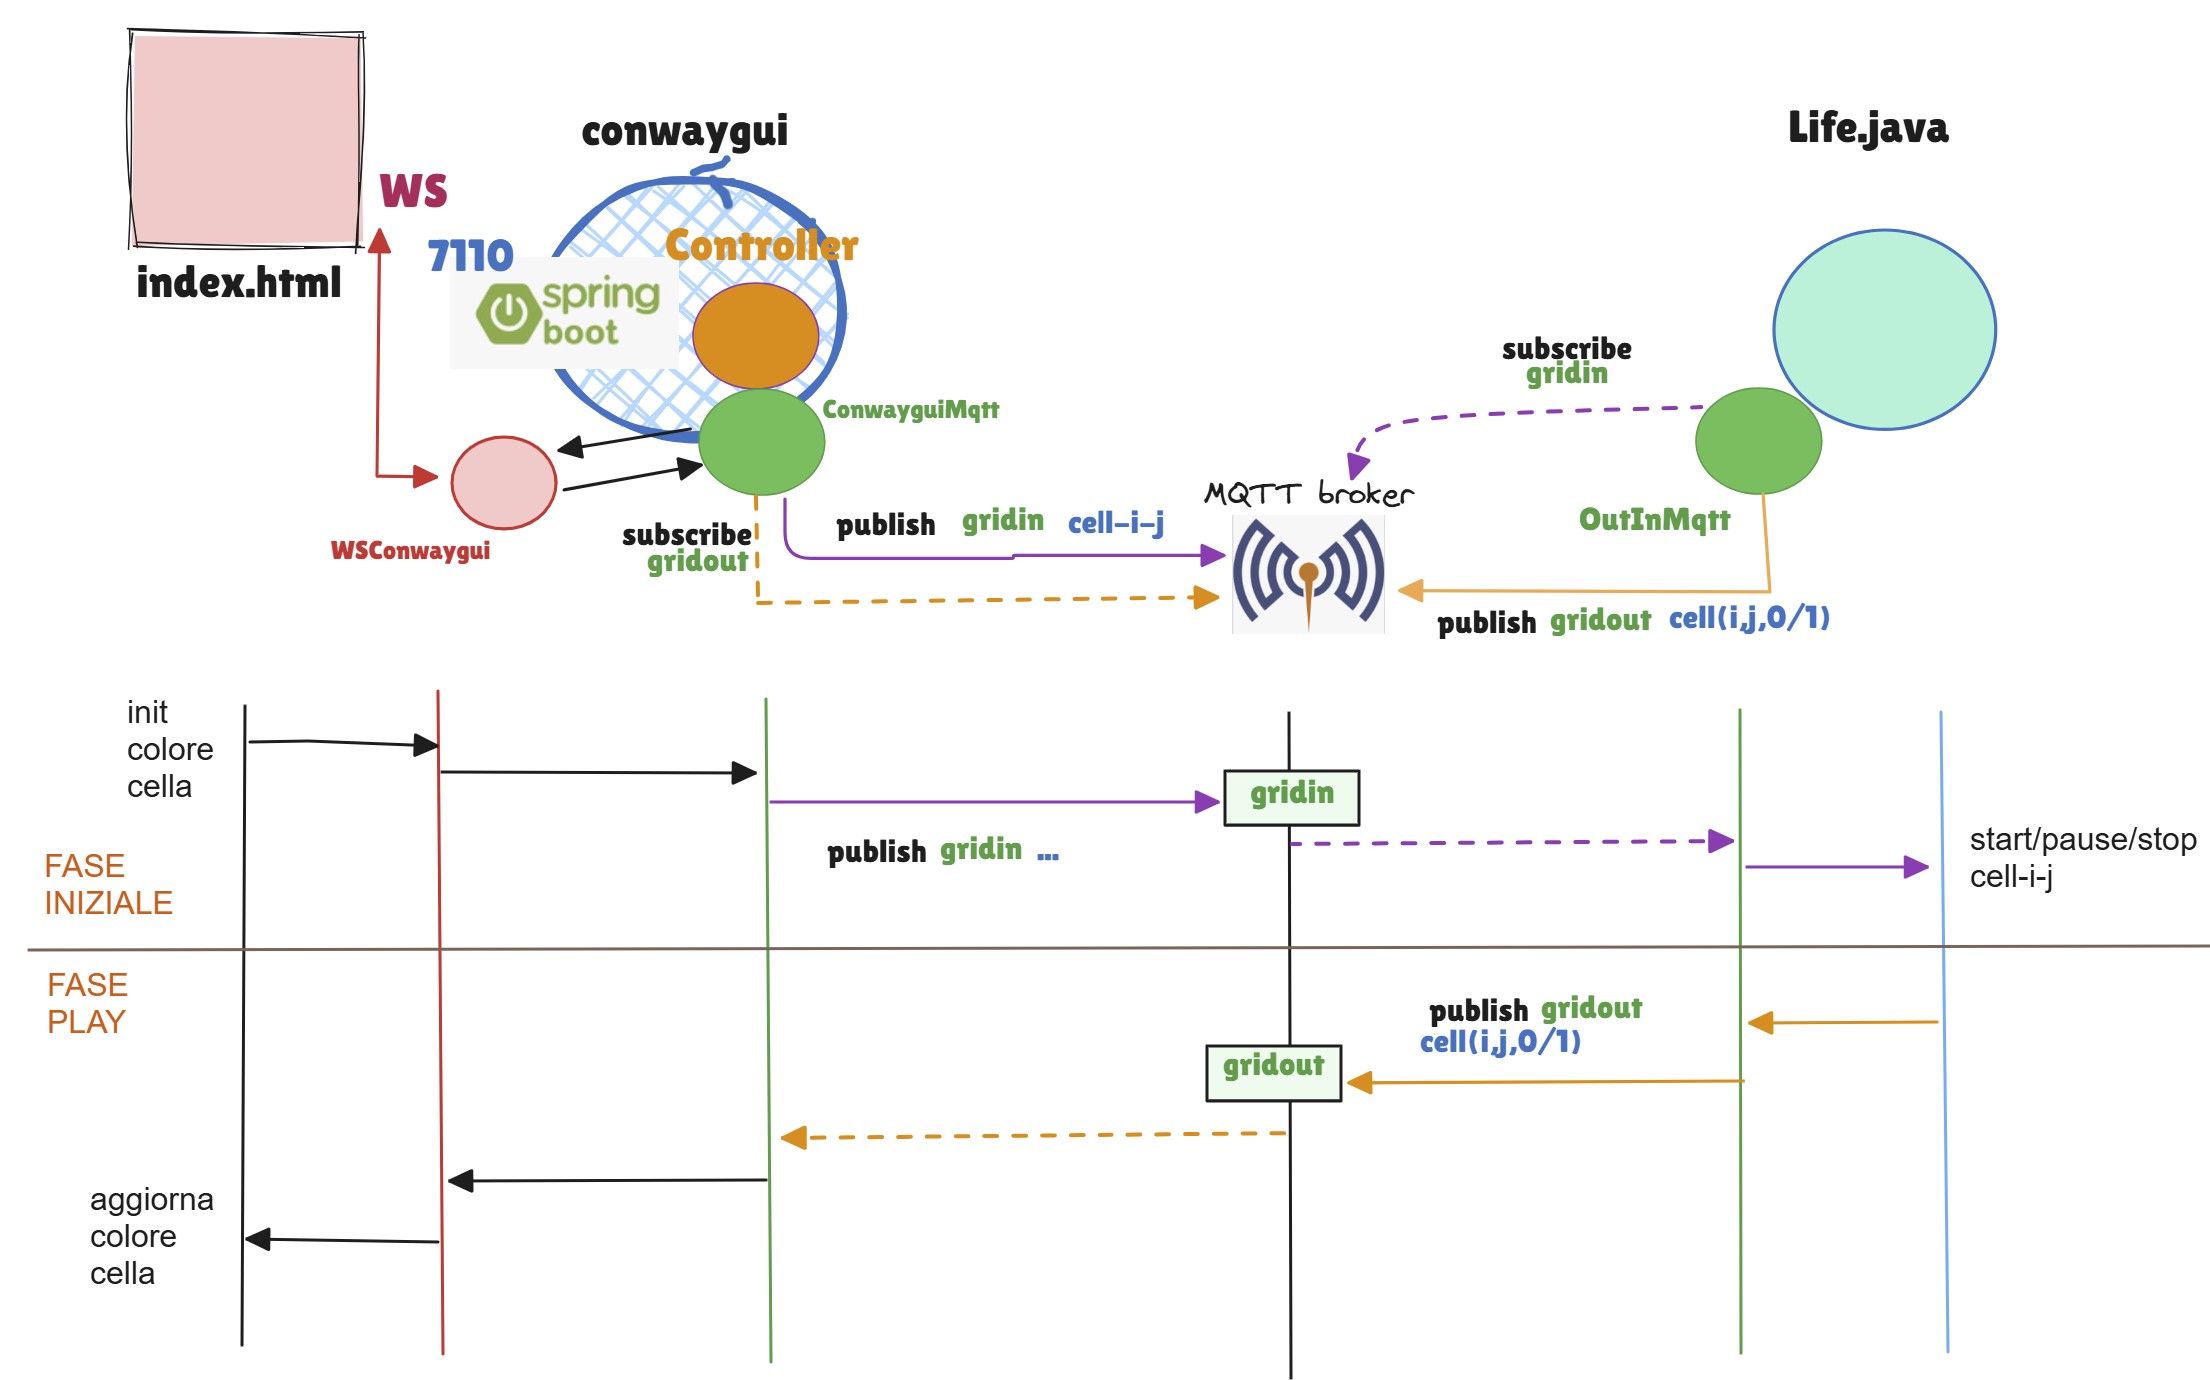 conwaygui
Life.java
WS
7110
Controller
index.html
spring
boot
subscribe
gridin
ConwayguiMqtt
MQTT broker
WSConwaygui
subscribe
gridout
publish gridin cell-i-j
OutInMqtt
publish gridout cell(i,j,0/1)
init
colore
cella
gridin
publish gridin ...
start/pause/stop
cell-i-j
FASE
INIZIALE
FASE
PLAY
publish gridout
cell(i,j,0/1)
gridout
aggiorna
colore
cella